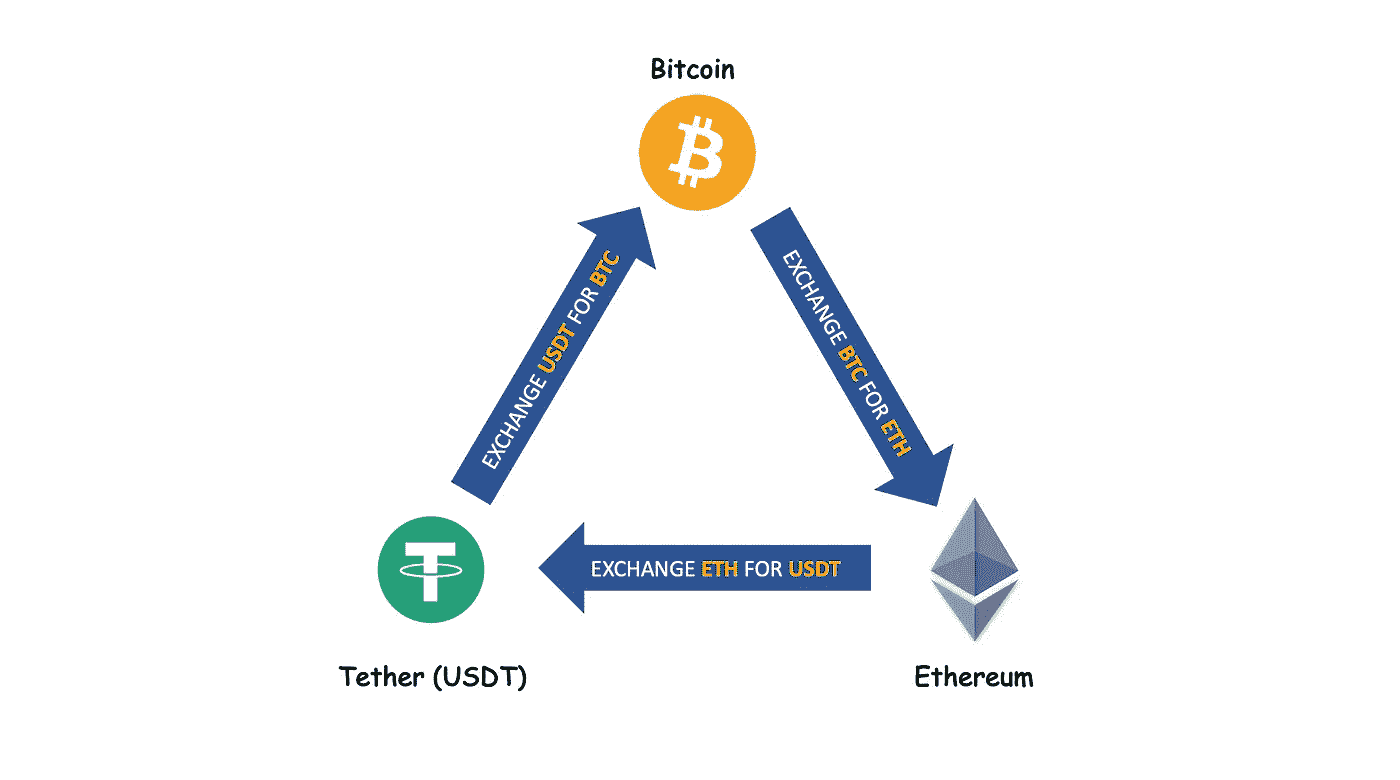 Bitcoin
EXCHANGE USDT FOR BTC
EXCHANGE BTC FOR ETH
EXCHANGE ETH FOR USDT
Tether (USDT)
Ethereum